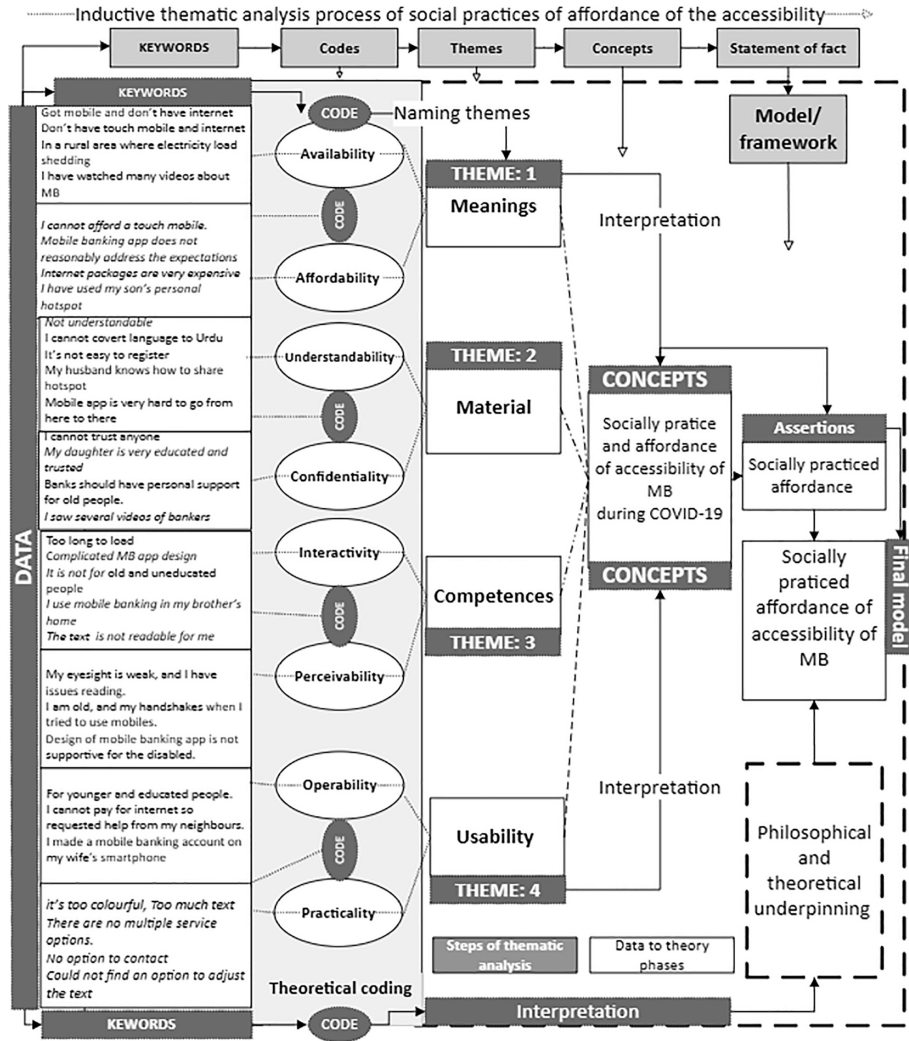 Inductive thematic analysis process of social practices of affordance of the accessibility
KEYWORDS
Codes
Themes
Concepts
Statement of fact
KEYWORDS
CODE
Naming themes
Model/
framework
DATA
Got mobile and don't have internet
Don't have touch mobile and internet
In a rural area where electricity load
shedding
I have watched many videos about
MB
I cannot afford a touch mobile.
Mobile banking app does not
reasonably address the expectations
Internet packages are very expensive
I have used my son's personal
hotspot
Not understandable
I cannot covert language to Urdu
It's not easy to register
My husband knows how to share
hotspot
Mobile app is very hard to go from
here to there
I cannot trust anyone
My daughter is very educated and
trusted
Banks should have personal support
for old people.
I saw several videos of bankers
Too long to load
Complicated MB app design
It is not for old and uneducated
people
I use mobile banking in my brother's
home
The text is not readable for me
My eyesight is weak, and I have
issues reading.
I am old, and my handshakes when I
tried to use mobiles.
Design of mobile banking app is not
supportive for the disabled.
For younger and educated people.
I cannot pay for internet so
requested help from my neighbours.
I made a mobile banking account on
my wife's smartphone
it's too colourful, Too much text
There are no multiple service
options.
No option to contact
Could not find an option to adjust
the text
KEWORDS
Availability
CODE
Affordability
Understandability
CODE
Confidentiality
Interactivity
CODE
Perceivability
Operability
CODE
Practicality
Theoretical coding
CODE
THEME: 1
Meanings
THEME: 2
Material
Competences
THEME: 3
Usability
THEME: 4
Steps of thematic
analysis
Data to theory
phases
Interpretation
Interpretation
CONCEPTS
Socially pratice
and affordance
of accessibility of
MB
during COVID-19
CONCEPTS
Interpretation
Assertions
Socially practiced
affordance
Socially
praticed
affordance of
accessibility of
MB
Final model
Philosophical
and
theoretical
underpinning